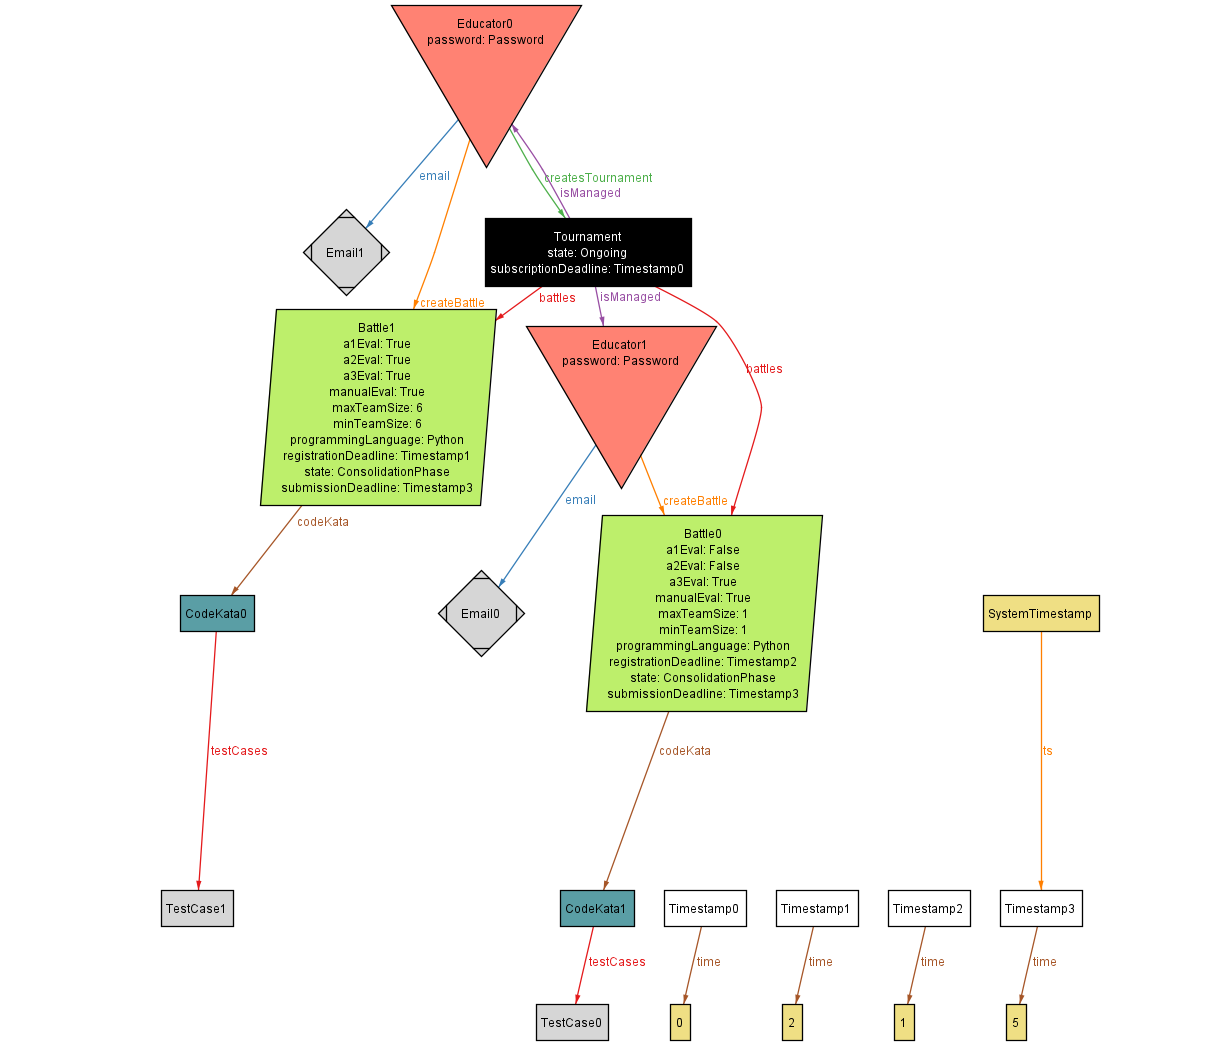 Educator0
password: Password
email
createsTournament
isManaged
Email1
Tournament
state: Ongoing
subscriptionDeadline: Timestamp0
createBattle
battles
isManaged
Battle1
a1Eval: True
a2Eval: True
a3Eval: True
manualEval: True
maxTeamSize: 6
minTeamSize: 6
programmingLanguage: Python
registrationDeadline: Timestamp1
state: ConsolidationPhase
submissionDeadline: Timestamp3
Educator1
password: Password
battles
email
createBattle
codeKata
Battle0
a1Eval: False
a2Eval: False
a3Eval: True
manualEval: True
maxTeamSize: 1
minTeamSize: 1
programmingLanguage: Python
registrationDeadline: Timestamp2
state: ConsolidationPhase
submissionDeadline: Timestamp3
CodeKata0
Email0
SystemTimestamp
testCases
codeKata
ts
TestCase1
CodeKata1
Timestamp0
Timestamp1
Timestamp2
Timestamp3
testCases
time
time
time
time
TestCase0
0
2
1
5